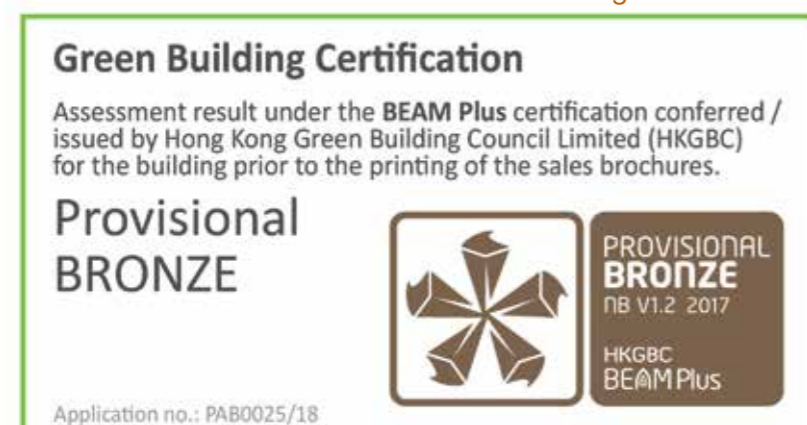 Green Building Certification
Assessment result under the BEAM Plus certification conferred /
issued by Hong Kong Green Building Council Limited (HKGBC)
for the building prior to the printing of the sales brochures.
Provisional
BRONZE
PROVISIONAL
BRONZE
NB V1.2 2017
HKGBC
BEAM Plus
Application no.: PAB0025/18